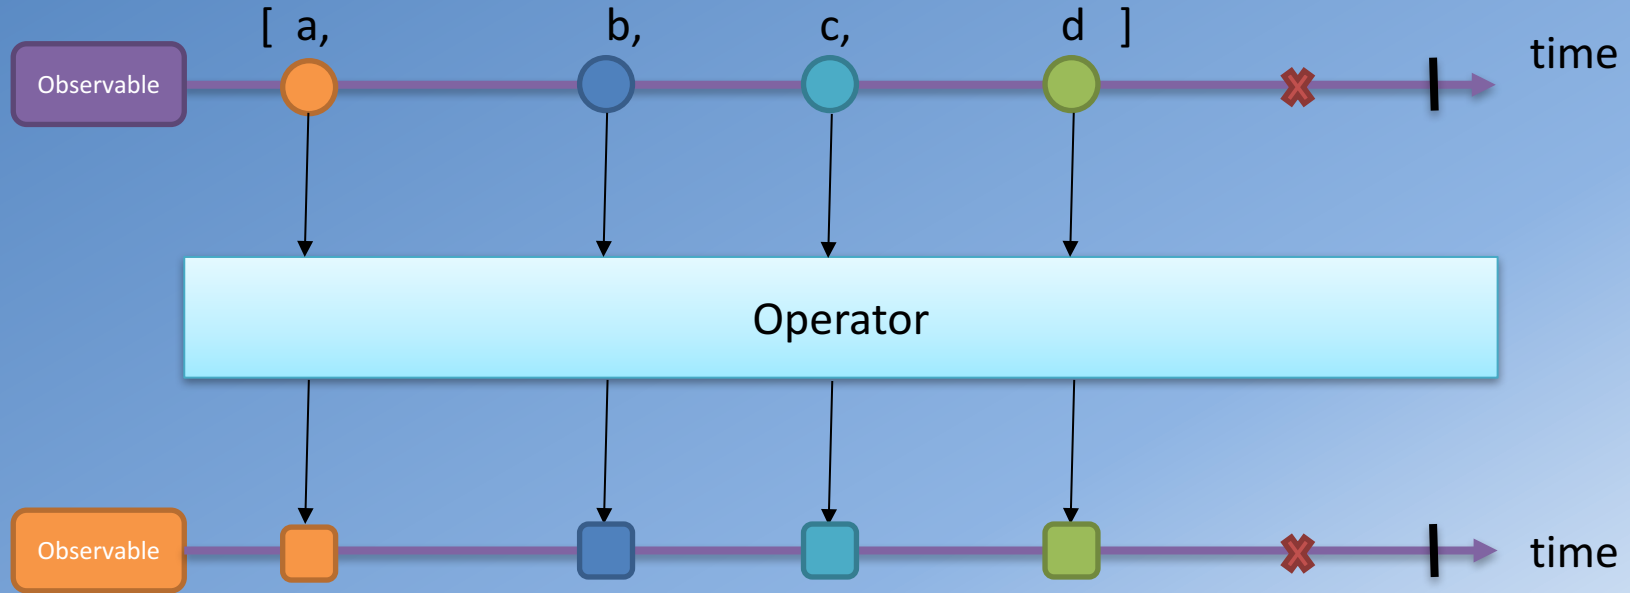 [ a, b, c, d ]
time
Observable
Operator
Observable
time